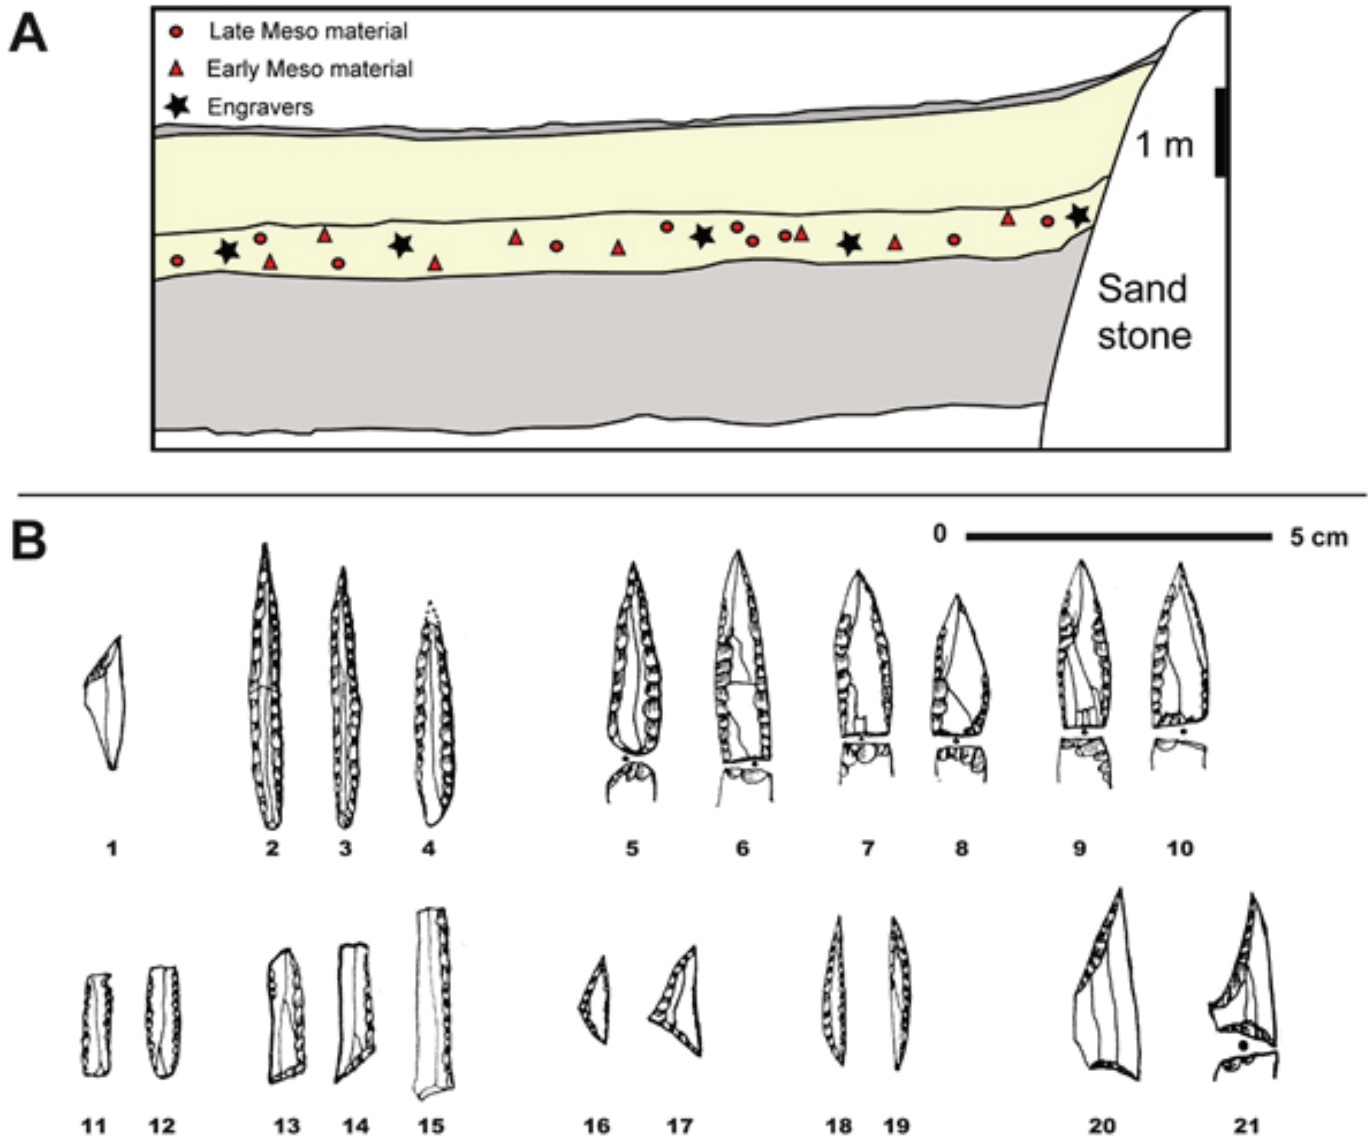 A
Late Meso material
Early Meso material
Engravers
1 m
Sand
stone
B
0 5 cm
1 2 3 4 5 6 7 8 9 10
11 12 13 14 15 16 17 18 19 20 21